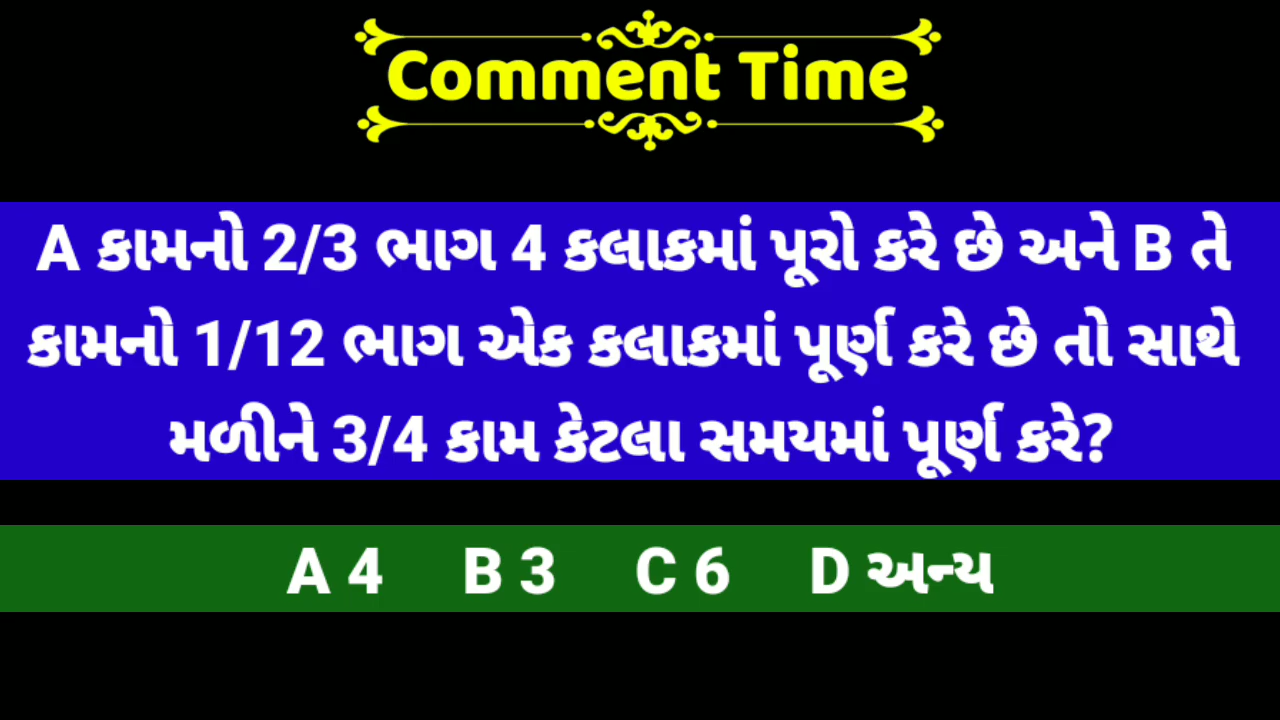 Comment Time
A કામનો 2/3 ભાગ 4 કલાકમાં પૂરો કરે છે અને B તે
કામનો 1/12 ભાગ એક કલાકમાં પૂર્ણ કરે છે તો સાથે
મળીને 3/4 કામ કેટલા સમયમાં પૂર્ણ કરે?
A 4 B 3 C 6 D અન્ય